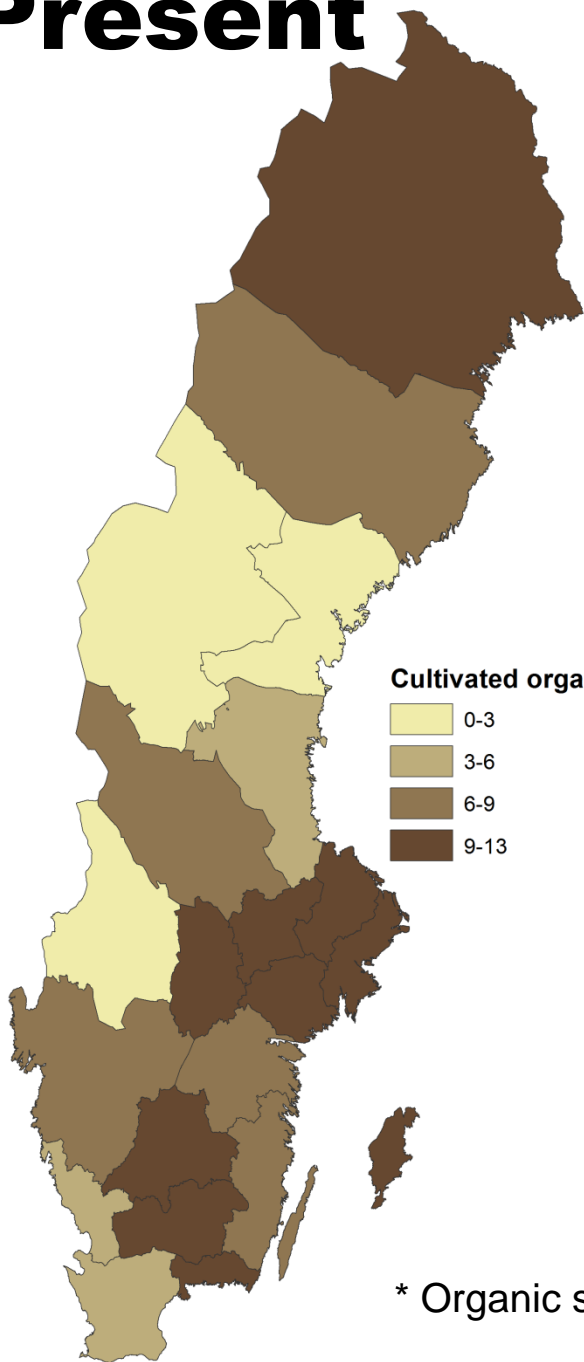 Present
Cultivated orga
0-3
3-6
6-9
9-13
* Organic s